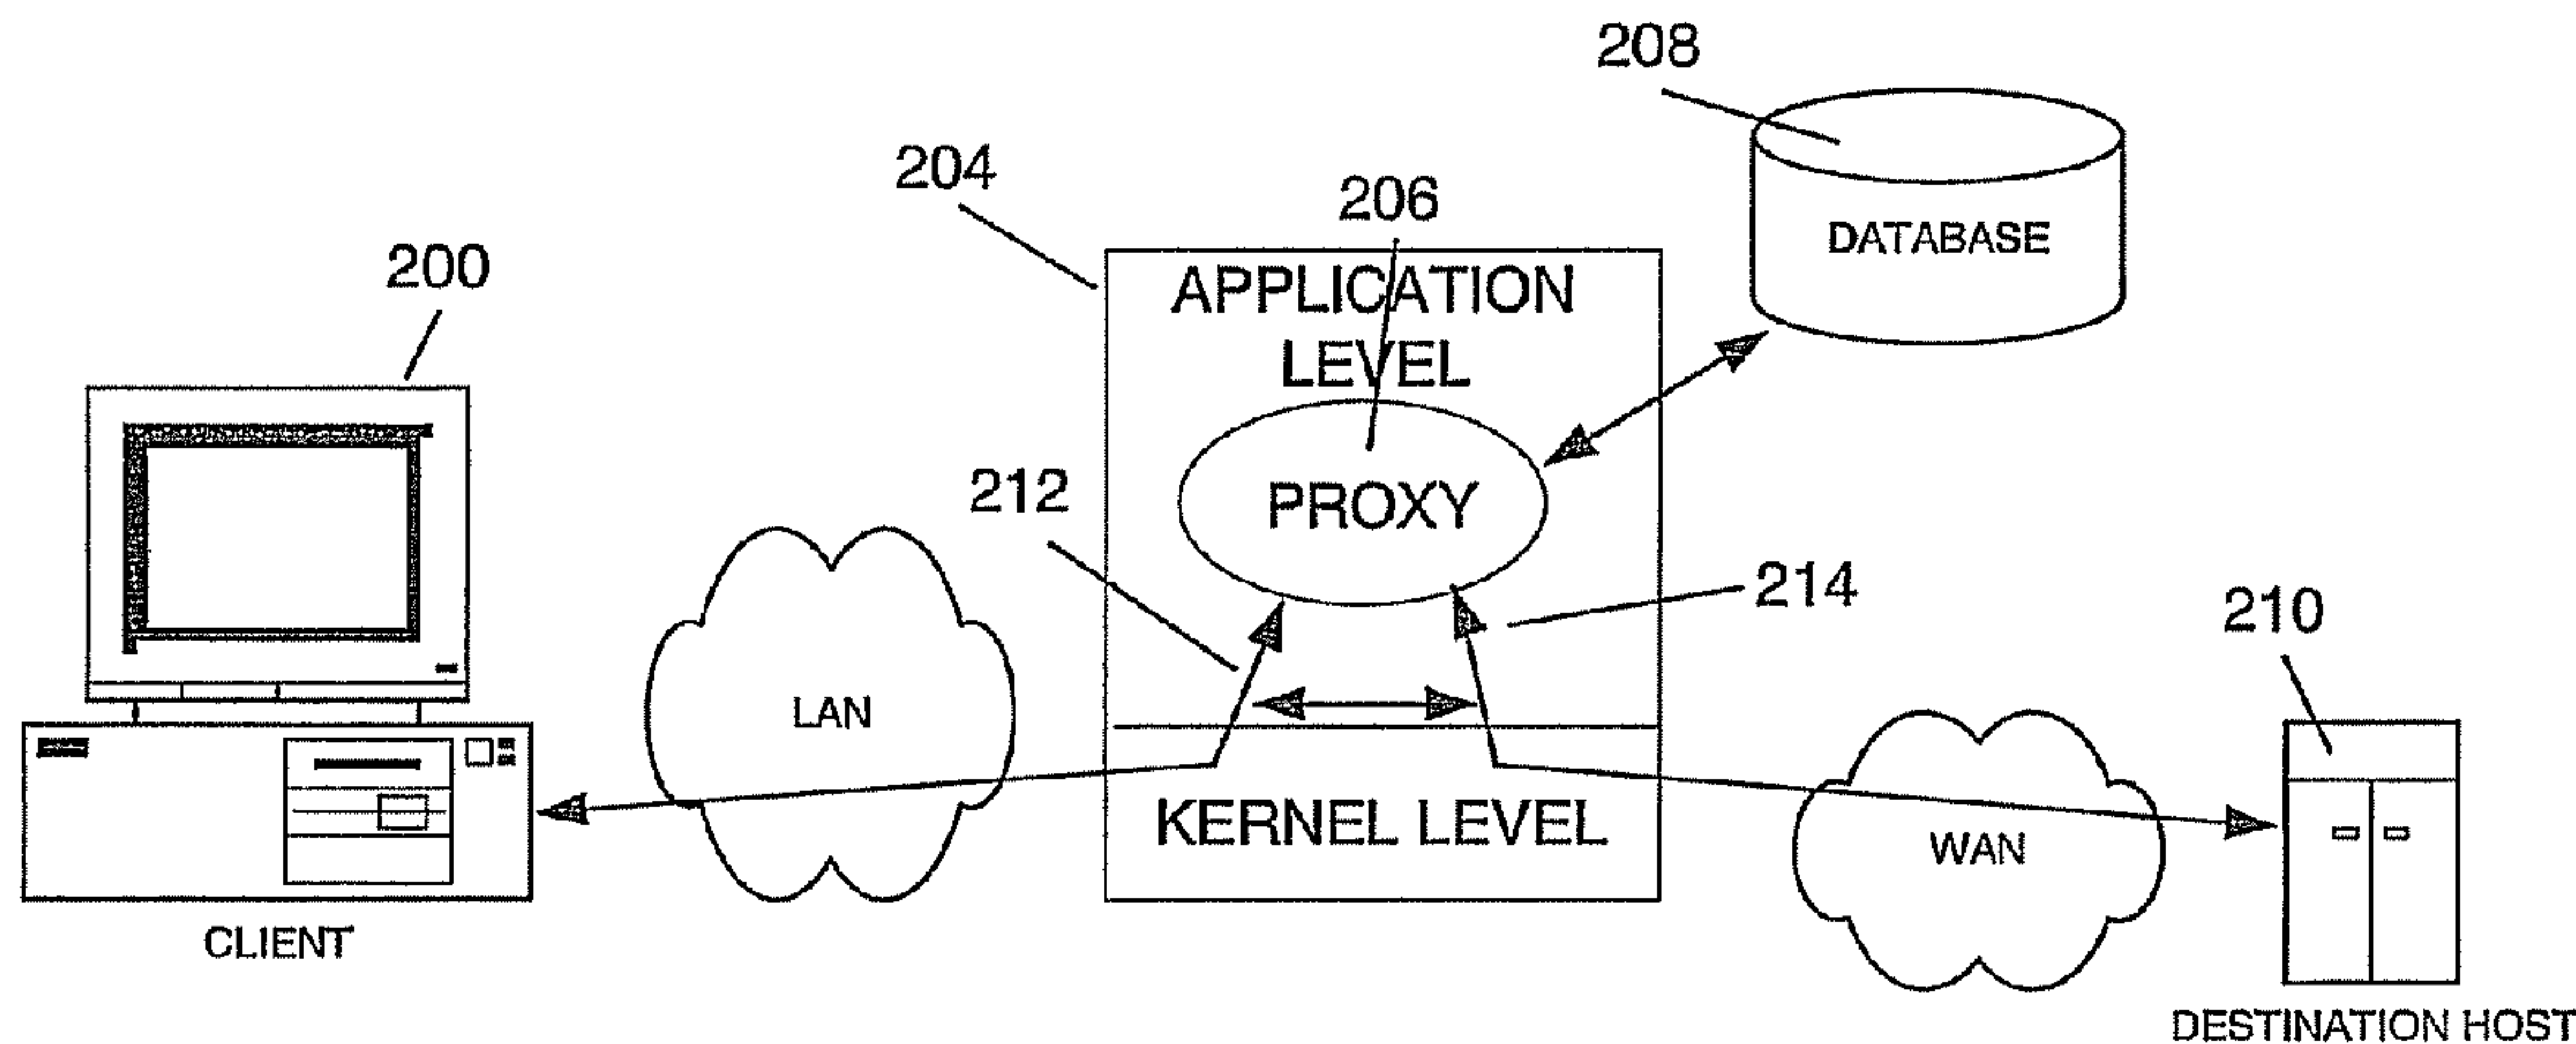 208
204
206
DATABASE
200
APPLICATION
LEVEL
212
PROXY
214
210
LAN
KERNEL LEVEL
WAN
CLIENT
DESTINATION HOST